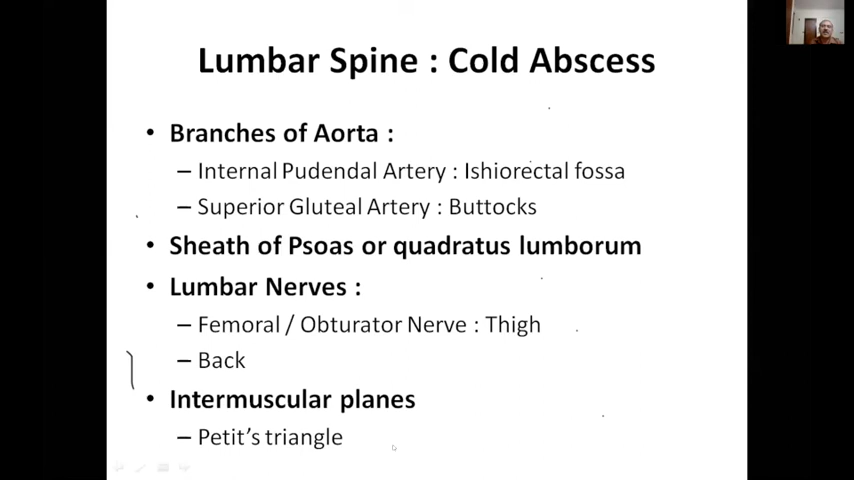 Lumbar Spine : Cold Abscess
• Branches of Aorta :
– Internal Pudendal Artery : Ishiorectal fossa
– Superior Gluteal Artery : Buttocks
• Sheath of Psoas or quadratus lumborum
• Lumbar Nerves :
– Femoral / Obturator Nerve : Thigh
– Back
• Intermuscular planes
– Petit’s triangle